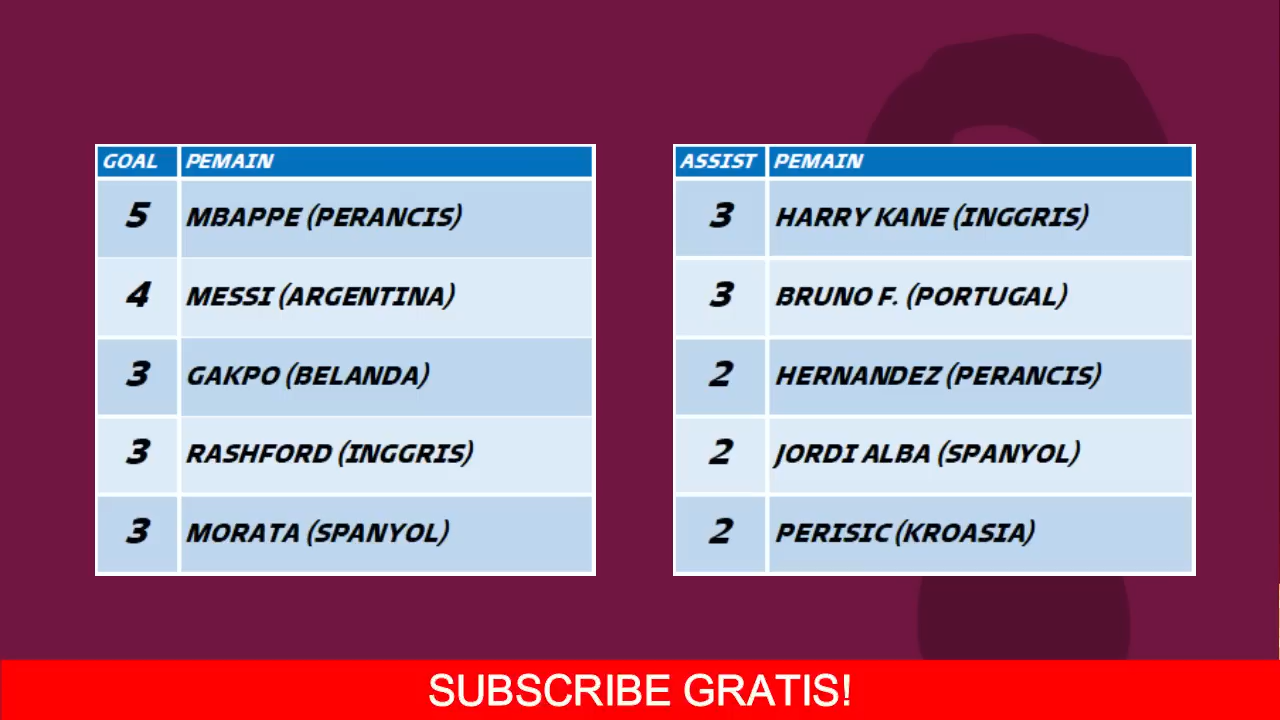 GOAL PEMAIN
5 MBAPPE (PERANCIS)
4 MESSI (ARGENTINA)
3 GAKPO (BELANDA)
3 RASHFORD (INGGRIS)
3 MORATA (SPANYOL)
ASSIST PEMAIN
3 HARRY KANE (INGGRIS)
3 BRUNO F. (PORTUGAL)
2 HERNANDEZ (PERANCIS)
2 JORDI ALBA (SPANYOL)
2 PERISIC (KROASIA)
SUBSCRIBE GRATIS!